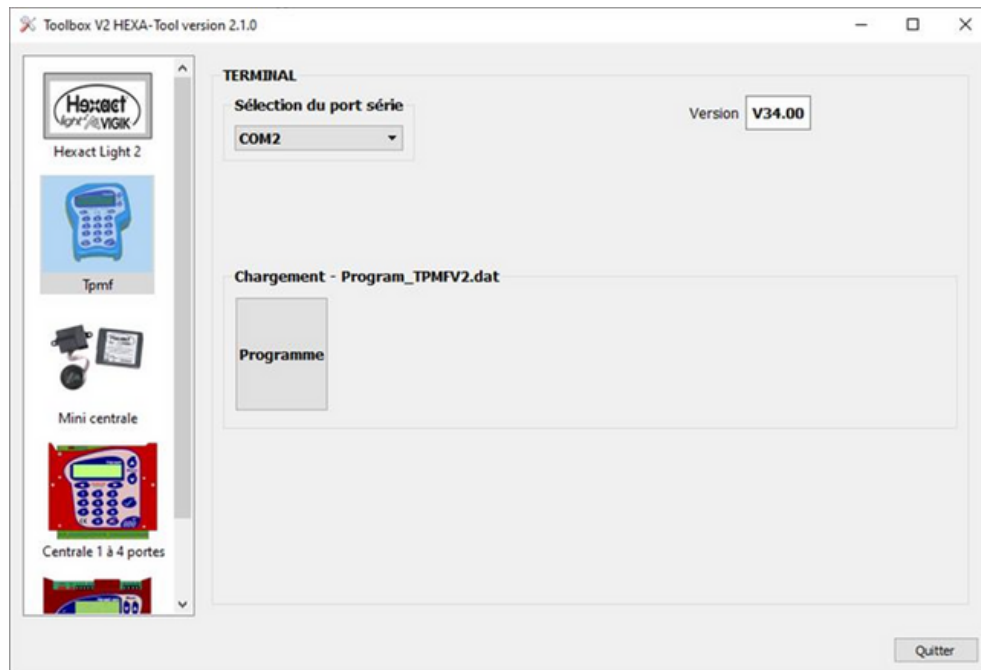 Toolbox V2 HEXA-Tool version 2.1.0
Hexact
light VIGIK
Hexact Light 2
Tpmf
Hexact
Mini centrale
Centrale 1 à 4 portes
TERMINAL
Sélection du port série
COM2
Version V34.00
Chargement - Program_TPMFV2.dat
Programme
Quitter